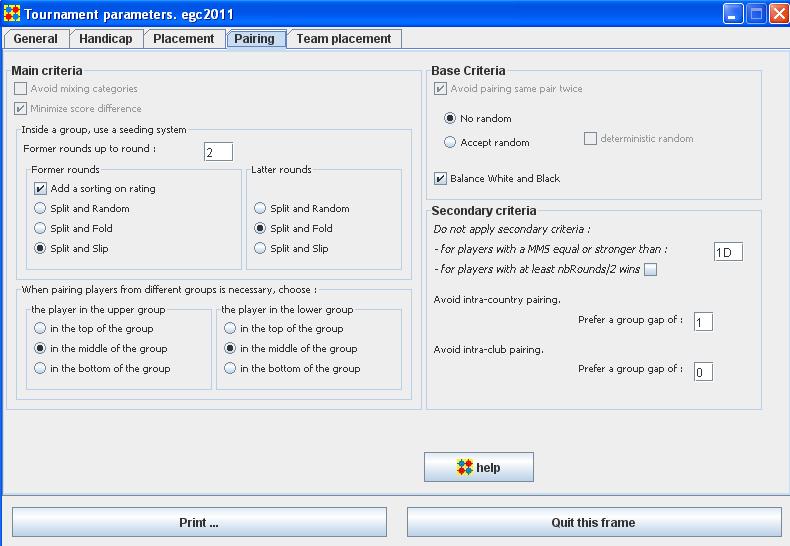 Tournament parameters. egc2011
General Handicap Placement Pairing Team placement
Main criteria
Avoid mixing categories
Minimize score difference
Inside a group, use a seeding system
Former rounds up to round : 2
Former rounds
Add a sorting on rating
Split and Random
Split and Fold
Split and Slip
Latter rounds
Split and Random
Split and Fold
Split and Slip
When pairing players from different groups is necessary, choose :
the player in the upper group
in the top of the group
in the middle of the group
in the bottom of the group
the player in the lower group
in the top of the group
in the middle of the group
in the bottom of the group
Base Criteria
Avoid pairing same pair twice
No random
Accept random
deterministic random
Balance White and Black
Secondary criteria
Do not apply secondary criteria :
- for players with a MMS equal or stronger than : 1D
- for players with at least nbRounds/2 wins
Avoid intra-country pairing.
Prefer a group gap of : 1
Avoid intra-club pairing.
Prefer a group gap of : 0
help
Print ...
Quit this frame